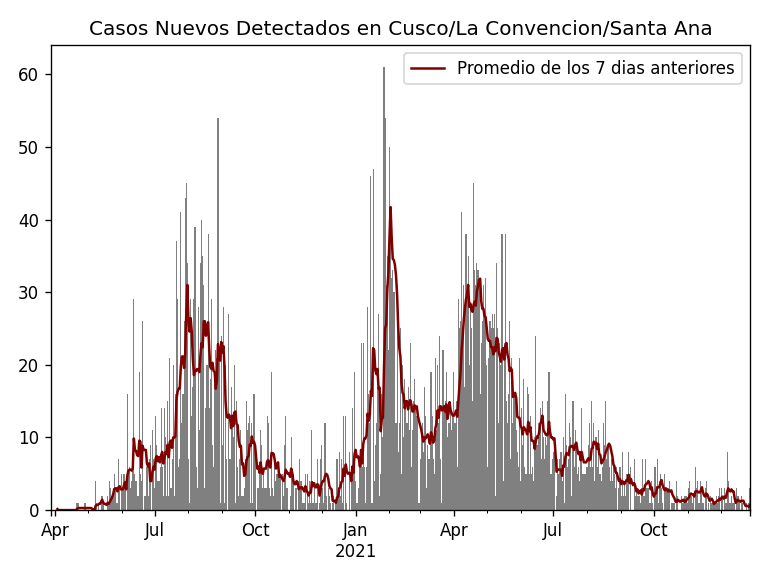 Casos Nuevos Detectados en Cusco/La Convencion/Santa Ana
Promedio de los 7 dias anteriores
60
50
40
30
20
10
0
Apr Jul Oct Jan Apr Jul Oct
2021